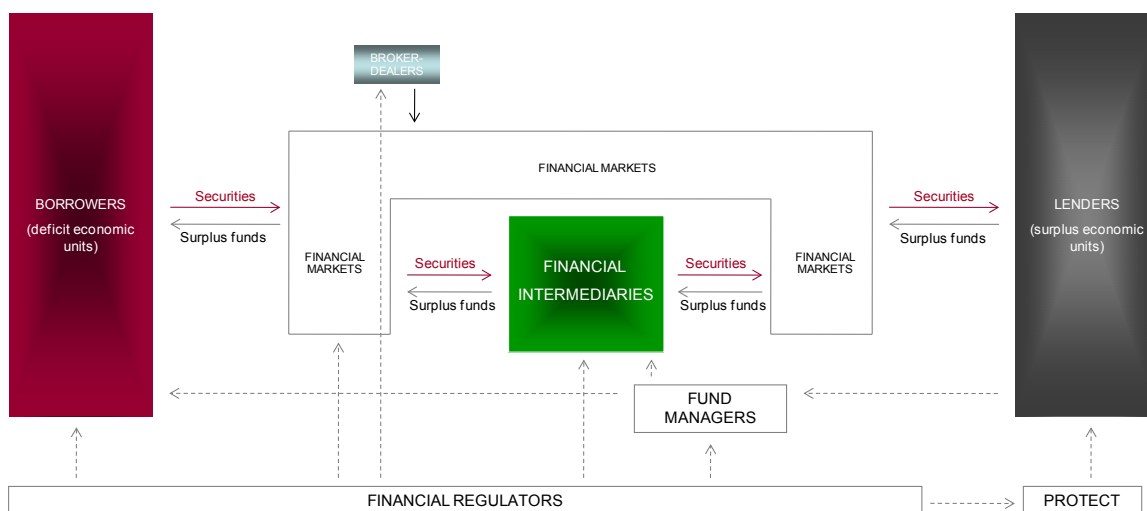 BROKER-
DEALERS
FINANCIAL MARKETS
BORROWERS
(deficit economic
units)
Securities
Surplus funds
FINANCIAL
MARKETS
Securities
Surplus funds
FINANCIAL
INTERMEDIARIES
Securities
Surplus funds
FINANCIAL
MARKETS
Securities
Surplus funds
LENDERS
(surplus economic
units)
FUND
MANAGERS
FINANCIAL REGULATORS
PROTECT